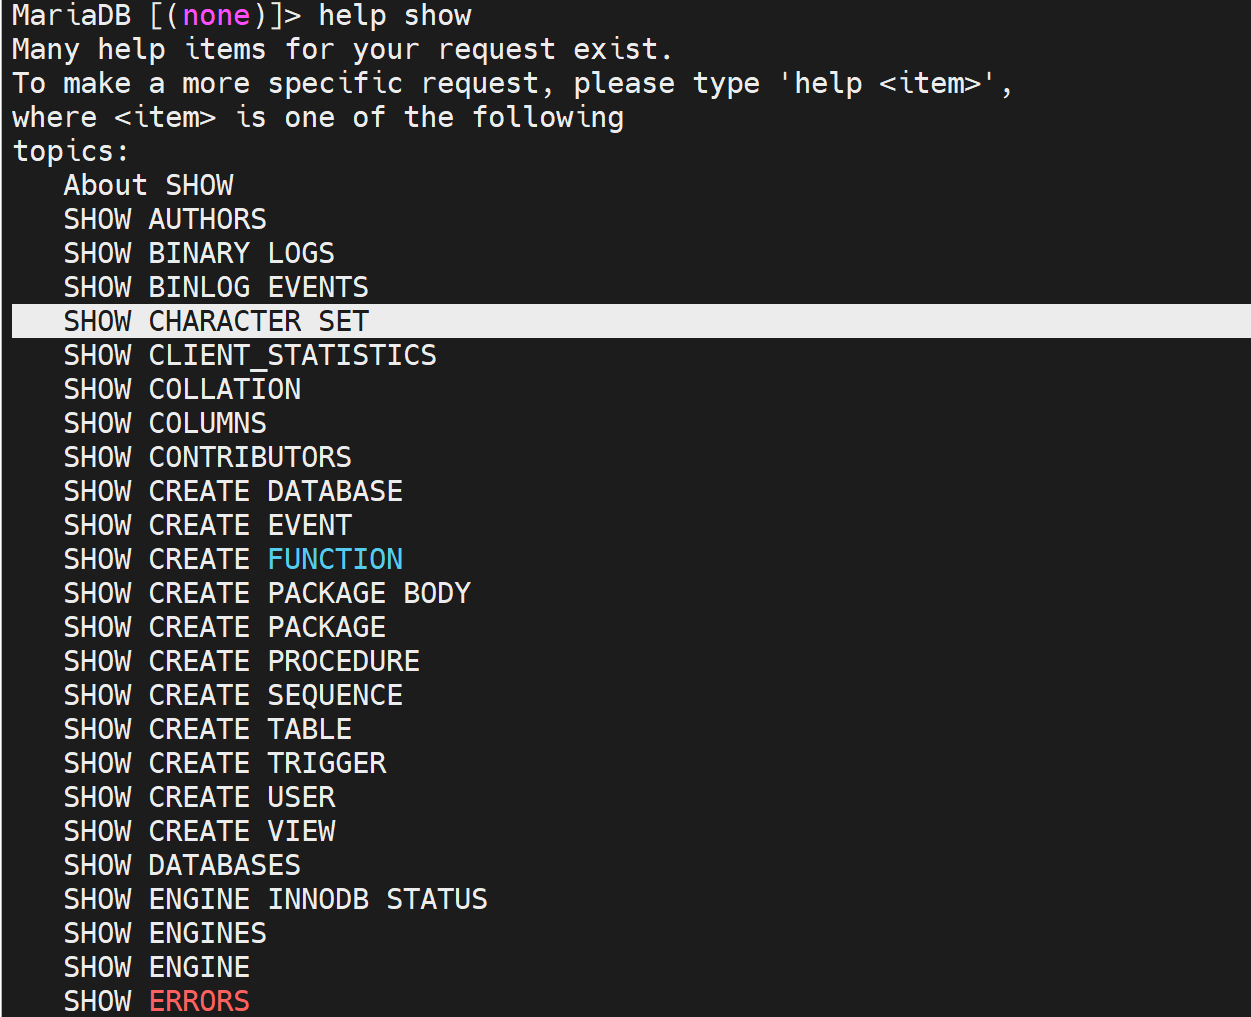 MariaDB [(none)]> help show
Many help items for your request exist.
To make a more specific request, please type 'help <item>',
where <item> is one of the following
topics:
   About SHOW
   SHOW AUTHORS
   SHOW BINARY LOGS
   SHOW BINLOG EVENTS
   SHOW CHARACTER SET
   SHOW CLIENT_STATISTICS
   SHOW COLLATION
   SHOW COLUMNS
   SHOW CONTRIBUTORS
   SHOW CREATE DATABASE
   SHOW CREATE EVENT
   SHOW CREATE FUNCTION
   SHOW CREATE PACKAGE BODY
   SHOW CREATE PACKAGE
   SHOW CREATE PROCEDURE
   SHOW CREATE SEQUENCE
   SHOW CREATE TABLE
   SHOW CREATE TRIGGER
   SHOW CREATE USER
   SHOW CREATE VIEW
   SHOW DATABASES
   SHOW ENGINE INNODB STATUS
   SHOW ENGINES
   SHOW ENGINE
   SHOW ERRORS